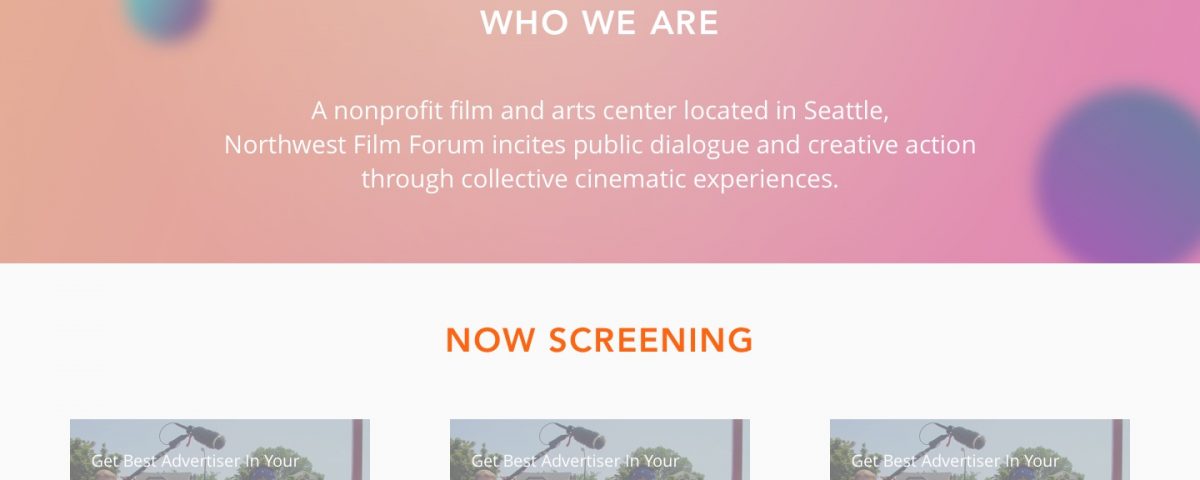 WHO WE ARE
A nonprofit film and arts center located in Seattle,
Northwest Film Forum incites public dialogue and creative action
through collective cinematic experiences.
NOW SCREENING
Get Best Advertiser In Your
Get Best Advertiser In Your
Get Best Advertiser In Your